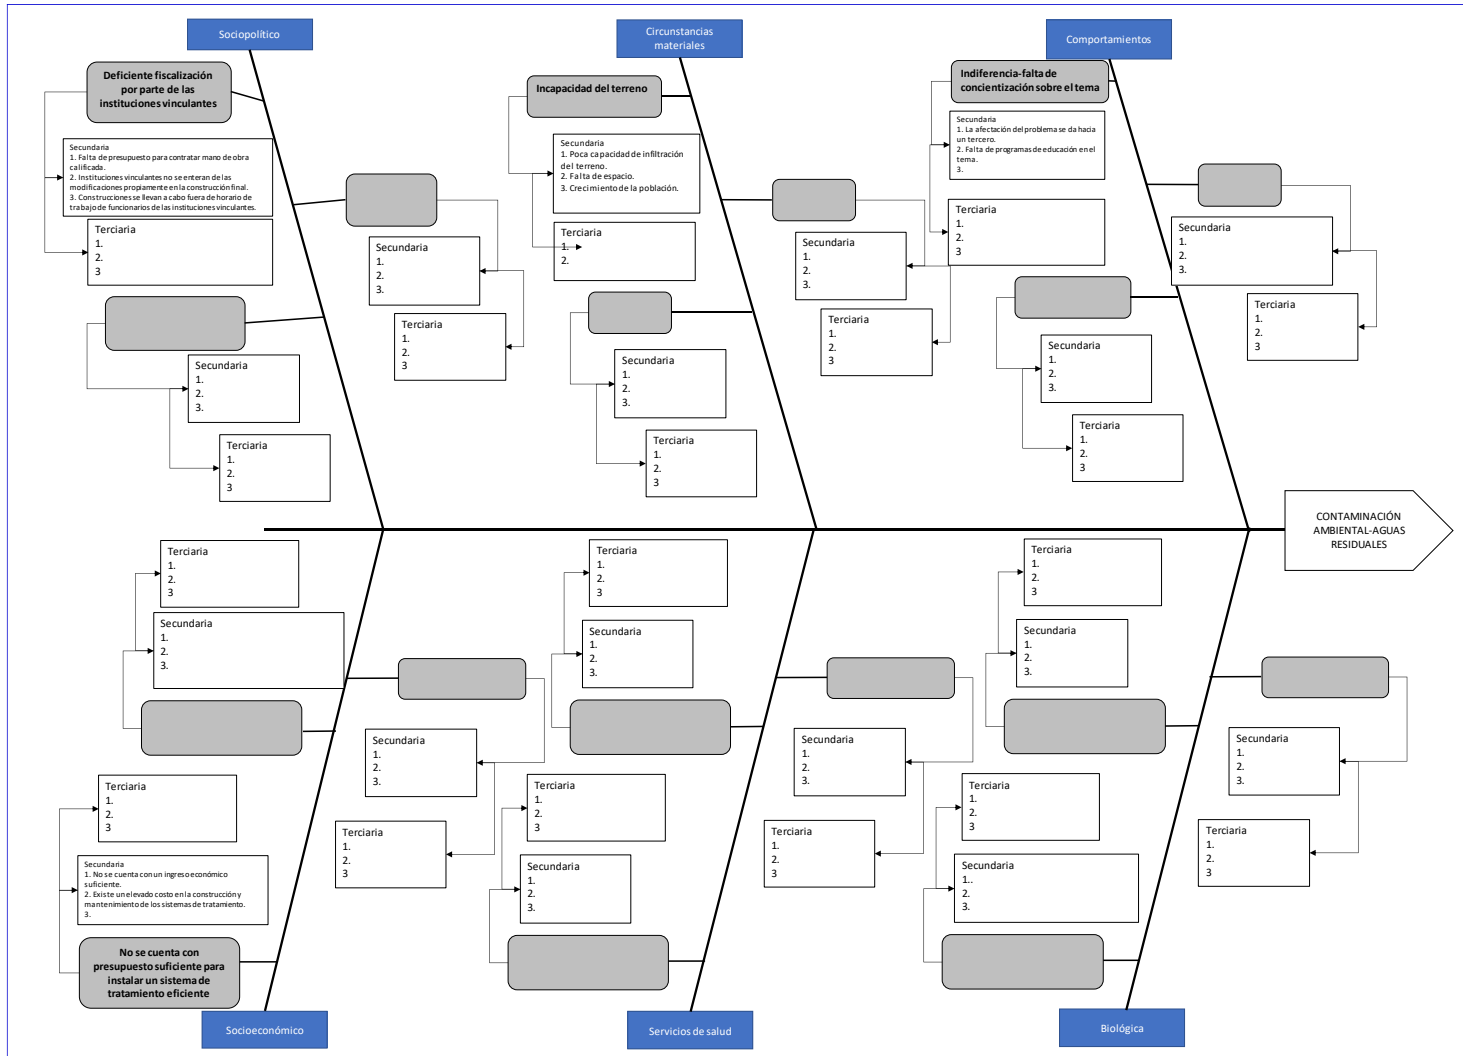 Sociopolítico
Circunstancias
materiales
Comportamientos
Deficiente fiscalización
por parte de las
instituciones vinculantes
Secundaria
1. Falta de presupuesto para contratar mano de obra
calificada.
2. Instituciones vinculantes no se enteran de las
modificaciones propiamente en la construcción final.
3. Construcciones se llevan a cabo fuera de horario de
trabajo de funcionarios de las instituciones vinculantes.
Terciaria
1.
2.
3
Secundaria
1.
2.
3.
Terciaria
1.
2.
3
Secundaria
1.
2.
3.
Terciaria
1.
2.
3
Incapacidad del terreno
Secundaria
1. Poca capacidad de infiltración
del terreno.
2. Falta de espacio.
3. Crecimiento de la población.
Terciaria
1.
2.
Secundaria
1.
2.
3.
Terciaria
1.
2.
3
Secundaria
1.
2.
3.
Terciaria
1.
2.
3
Indiferencia-falta de
concientización sobre el tema
Secundaria
1. La afectación del problema se da hacia
un tercero.
2. Falta de programas de educación en el
tema.
3.
Terciaria
1.
2.
3
Secundaria
1.
2.
3.
Terciaria
1.
2.
3
Secundaria
1.
2.
3.
Terciaria
1.
2.
3
CONTAMINACIÓN
AMBIENTAL-AGUAS
RESIDUALES
Terciaria
1.
2.
3
Secundaria
1.
2.
3.
Secundaria
1.
2.
3.
Terciaria
1.
2.
3
Terciaria
1.
2.
3
Secundaria
1. No se cuenta con un ingreso económico
suficiente.
2. Existe un elevado costo en la construcción y
mantenimiento de los sistemas de tratamiento.
3.
No se cuenta con
presupuesto suficiente para
instalar un sistema de
tratamiento eficiente
Terciaria
1.
2.
3
Secundaria
1.
2.
3.
Secundaria
1.
2.
3.
Terciaria
1.
2.
3
Terciaria
1.
2.
3
Secundaria
1.
2.
3.
Terciaria
1.
2.
3
Secundaria
1.
2.
3.
Secundaria
1.
2.
3.
Terciaria
1.
2.
3
Terciaria
1.
2.
3
Secundaria
1..
2.
3.
Socioeconómico
Servicios de salud
Biológica